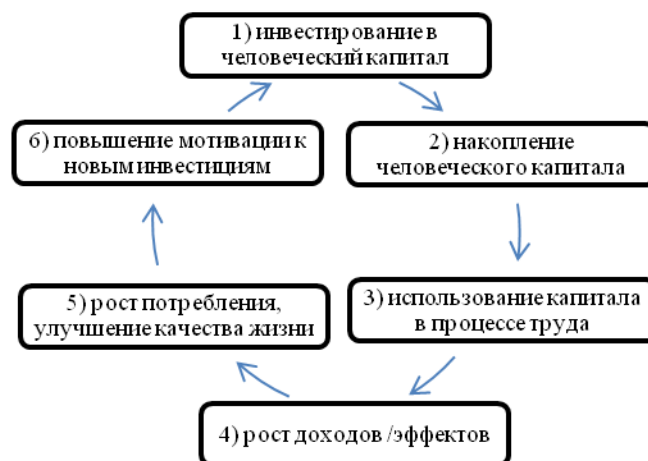 1) инвестирование в
человеческий капитал
2) накопление
человеческого капитала
3) использование капитала
в процессе труда
4) рост доходов /эффектов
5) рост потребления,
улучшение качества жизни
6) повышение мотивации к
новым инвестициям